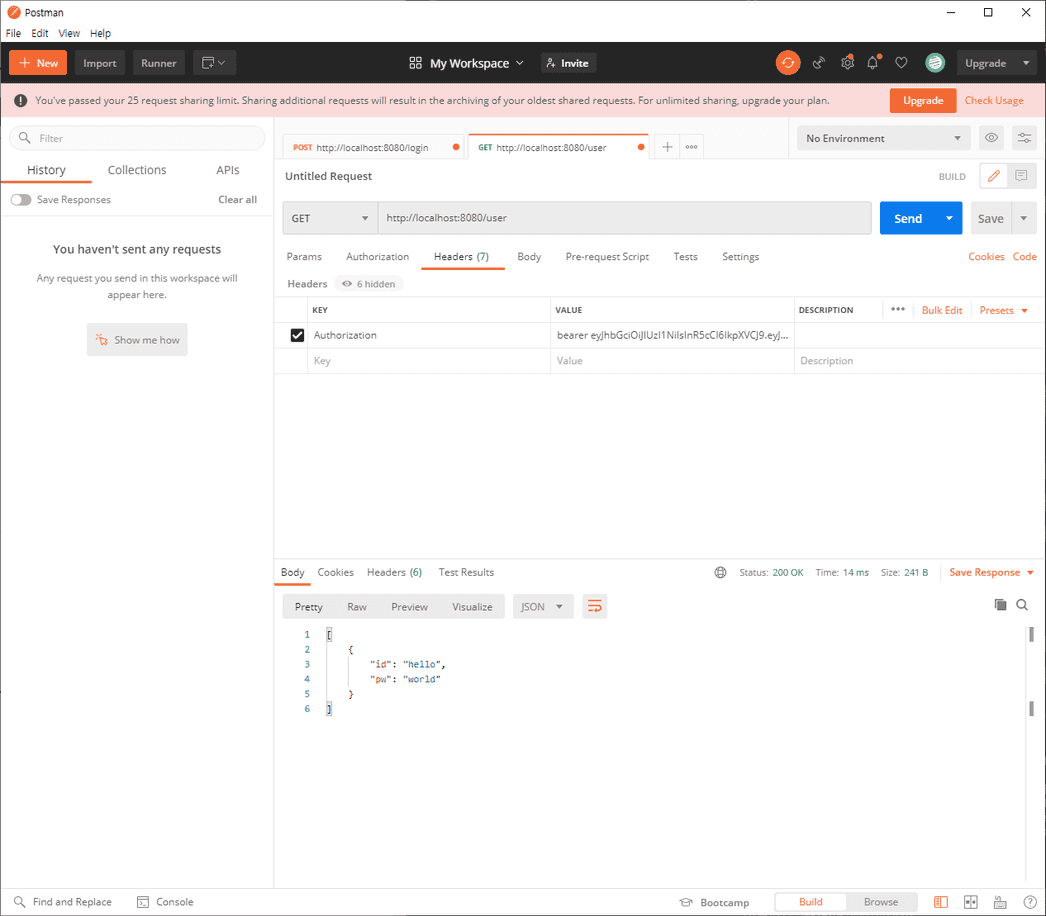 Postman
File Edit View Help
New Import Runner My Workspace Invite Upgrade
You've passed your 25 request sharing limit. Sharing additional requests will result in the archiving of your oldest shared requests. For unlimited sharing, upgrade your plan. Upgrade Check Usage
Filter
History Collections APIs
Save Responses Clear all
You haven't sent any requests
Any request you send in this workspace will
appear here.
Show me how
POST http://localhost:8080/login GET http://localhost:8080/user No Environment
Untitled Request BUILD
GET http://localhost:8080/user Send Save
Params Authorization Headers (7) Body Pre-request Script Tests Settings Cookies Code
Headers 6 hidden
KEY VALUE DESCRIPTION Bulk Edit Presets
Authorization bearer eyJhbGciOiJIUzI1NiIsInR5cCI6IkpXVCJ9.eyJ...
Key Value Description
Body Cookies Headers (6) Test Results Status: 200 OK Time: 14 ms Size: 241 B Save Response
Pretty Raw Preview Visualize JSON
1 [
2 {
3 "id": "hello",
4 "pw": "world"
5 }
6 ]
Find and Replace Console Bootcamp Build Browse